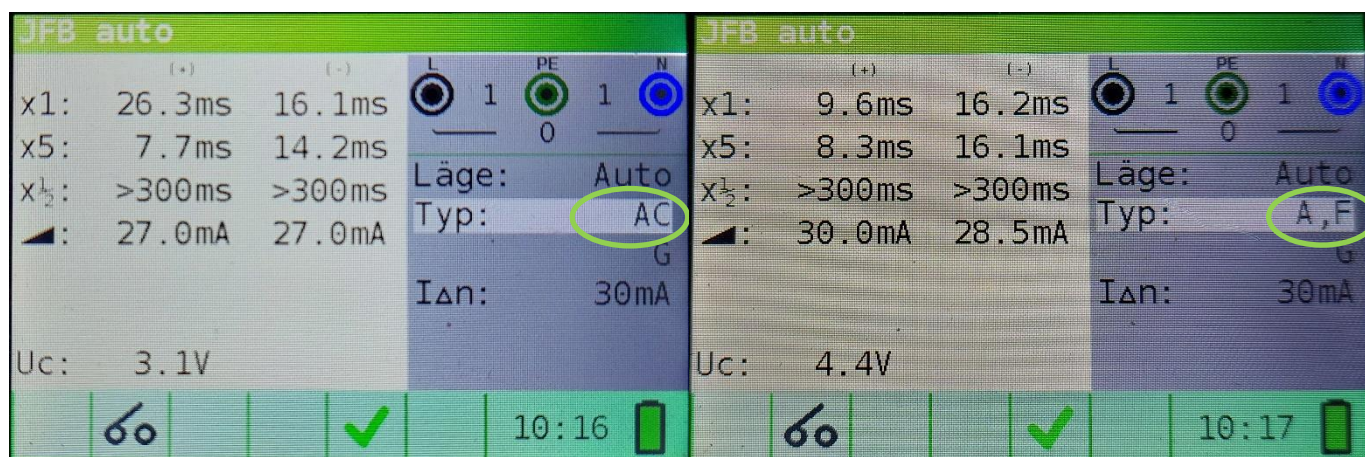 JFB auto
(+) (-)
x1: 26.3ms 16.1ms
x5: 7.7ms 14.2ms
x½: >300ms >300ms
◢: 27.0mA 27.0mA
Uc: 3.1V
L PE N
1 1
0
Läge: Auto
Typ: AC
G
I∆n: 30mA
10:16
JFB auto
(+) (-)
x1: 9.6ms 16.2ms
x5: 8.3ms 16.1ms
x½: >300ms >300ms
◢: 30.0mA 28.5mA
Uc: 4.4V
L PE N
1 1
0
Läge: Auto
Typ: A,F
G
I∆n: 30mA
10:17